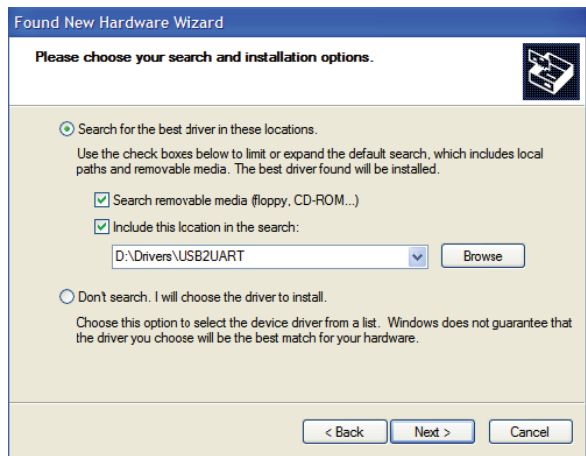 Found New Hardware Wizard
Please choose your search and installation options.
Search for the best driver in these locations.
Use the check boxes below to limit or expand the default search, which includes local
paths and removable media. The best driver found will be installed.
Search removable media (floppy, CD-ROM...)
Include this location in the search:
D:\Drivers\USB2UART
Browse
Don't search. I will choose the driver to install.
Choose this option to select the device driver from a list. Windows does not guarantee that
the driver you choose will be the best match for your hardware.
< Back Next > Cancel